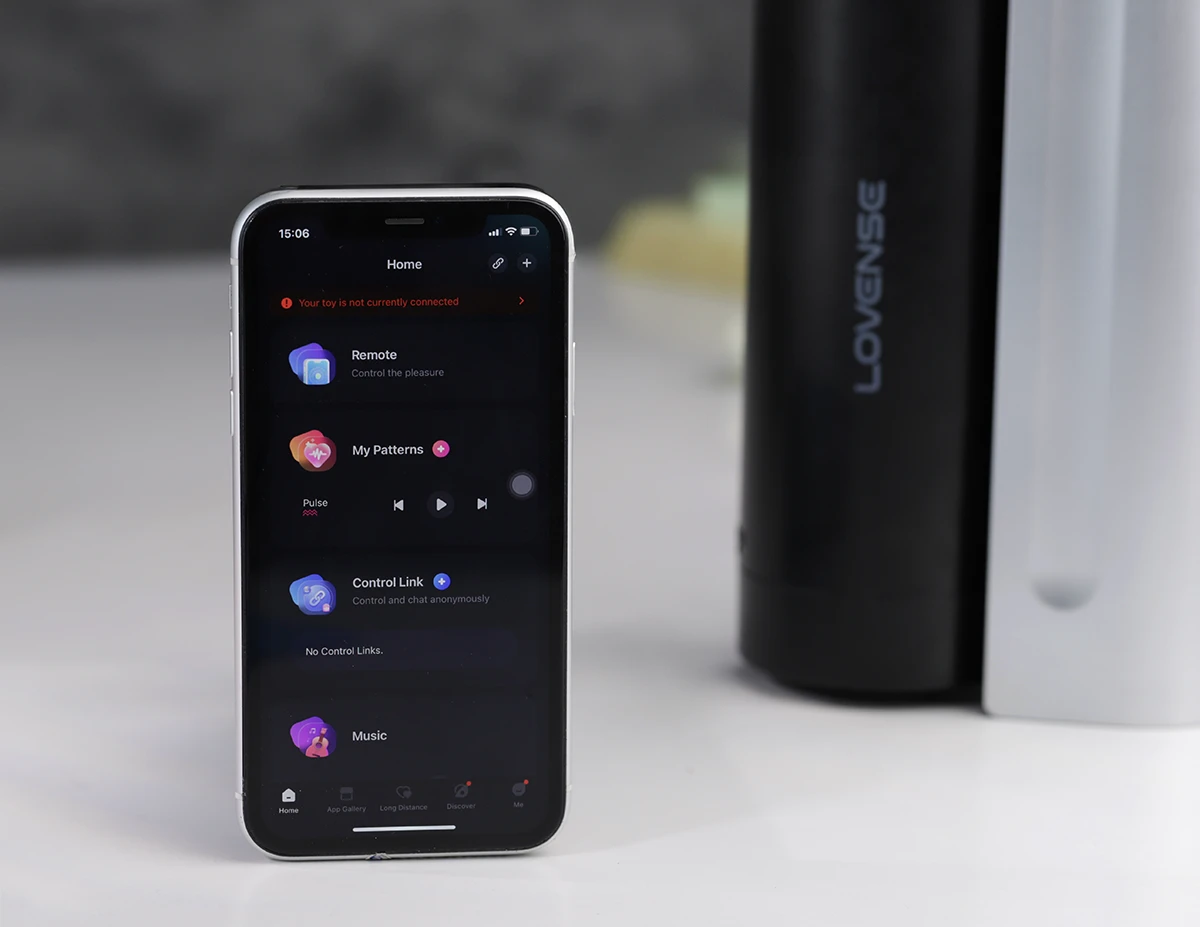 15:06
Home
Your toy is not currently connected
Remote
Control the pleasure
My Patterns
Pulse
Control Link
Control and chat anonymously
No Control Links.
Music
Home
App Gallery
Long Distance
Discover
Me
LOVENSE